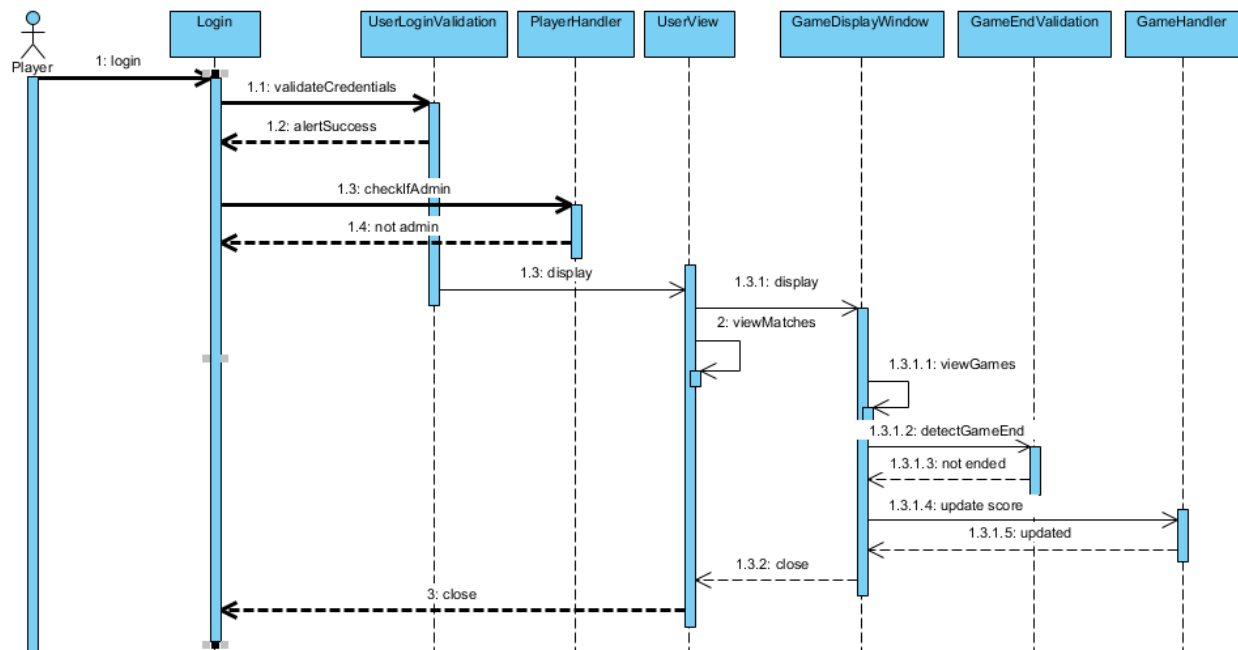 Player
Login
UserLoginValidation
PlayerHandler
UserView
GameDisplayWindow
GameEndValidation
GameHandler
1: login
1.1: validateCredentials
1.2: alertSuccess
1.3: checkIfAdmin
1.4: not admin
1.3: display
1.3.1: display
2: viewMatches
1.3.1.1: viewGames
1.3.1.2: detectGameEnd
1.3.1.3: not ended
1.3.1.4: update score
1.3.1.5: updated
1.3.2: close
3: close